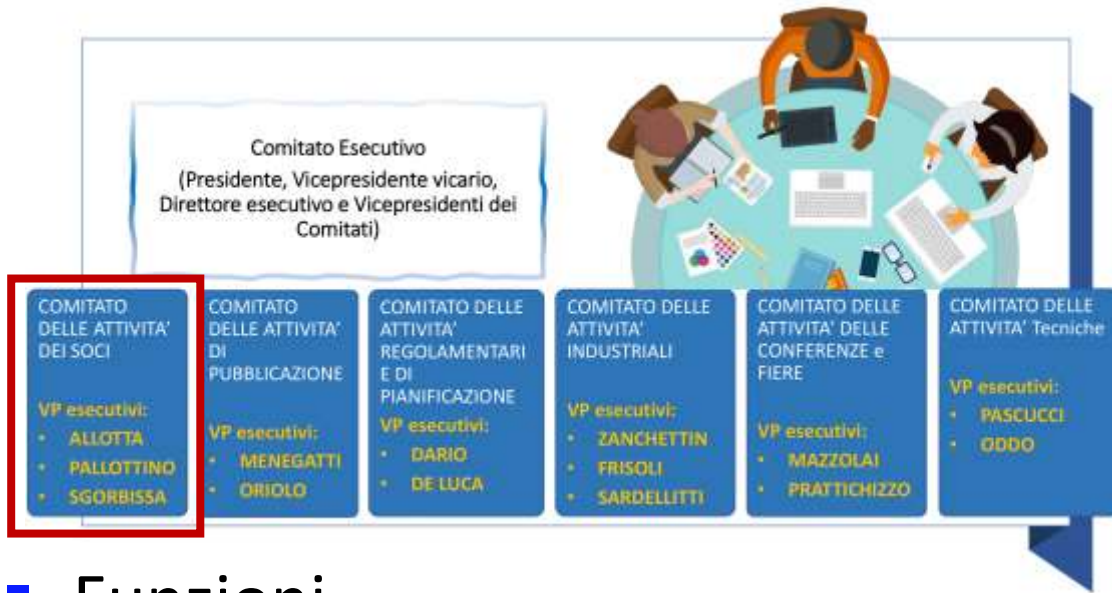 Comitato Esecutivo
(Presidente, Vicepresidente vicario,
Direttore esecutivo e Vicepresidenti dei
Comitati)
COMITATO
DELLE ATTIVITA’
DEI SOCI
VP esecutivi:
• ALLOTTA
• PALLOTTINO
• SGORBISSA
COMITATO
DELLE ATTIVITA’
DI
PUBBLICAZIONE
VP esecutivi:
• MENEGATTI
• ORIOLO
COMITATO DELLE
ATTIVITA’
REGOLAMENTARI
E DI
PIANIFICAZIONE
VP esecutivi:
• DARIO
• DE LUCA
COMITATO DELLE
ATTIVITA’
INDUSTRIALI
VP esecutivi:
• ZANCHETTIN
• FRISOLI
• SARDELLITTI
COMITATO DELLE
ATTIVITA’ DELLE
CONFERENZE e
FIERE
VP esecutivi:
• MAZZOLAI
• PRATTICHIZZO
COMITATO DELLE
ATTIVITA’ Tecniche
VP esecutivi:
• PASCUCCI
• ODDO
Funzioni